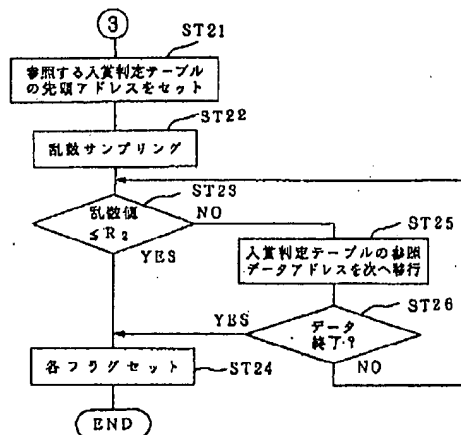 3
ST21
参照する入賞判定テーブル
の先頭アドレスをセット
ST22
乱数サンプリング
ST23
乱数値
≦R2
NO
YES
ST25
入賞判定テーブルの参照
データアドレスを次へ移行
ST26
YES
データ
終了?
NO
各フラグセット
ST24
END